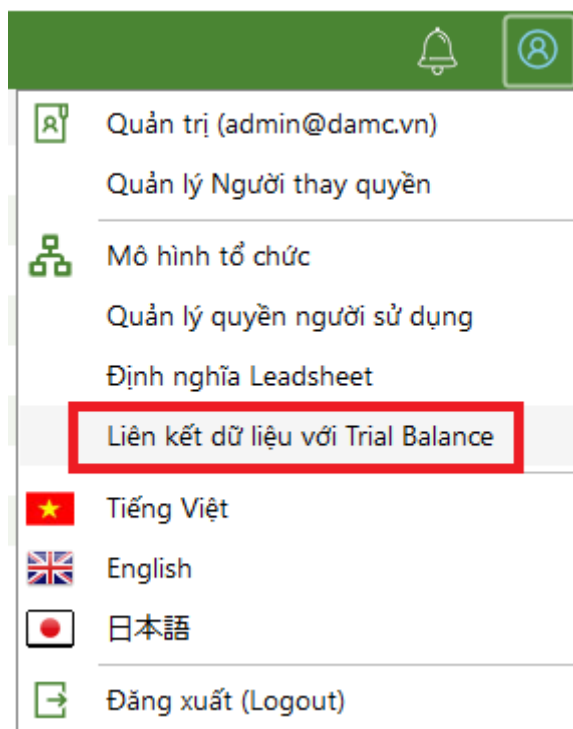 Quản trị (admin@damc.vn)
Quản lý Người thay quyền
Mô hình tổ chức
Quản lý quyền người sử dụng
Định nghĩa Leadsheet
Liên kết dữ liệu với Trial Balance
Tiếng Việt
English
日本語
Đăng xuất (Logout)